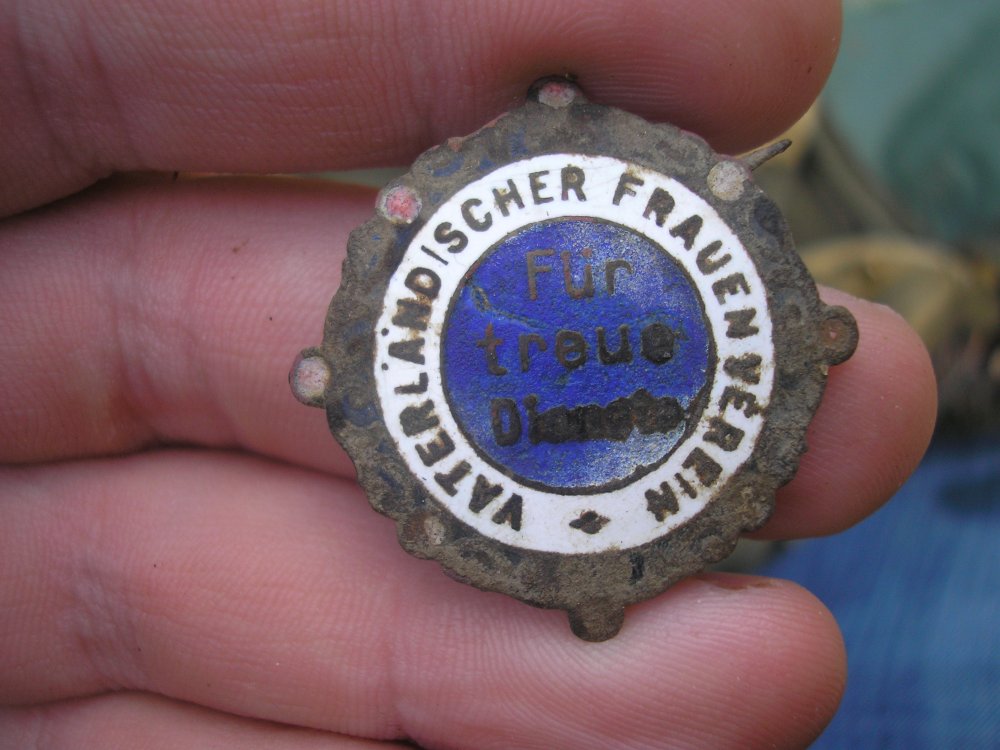 VATERLÄNDISCHER FRAUEN VEREIN
Für
treue
Dienste